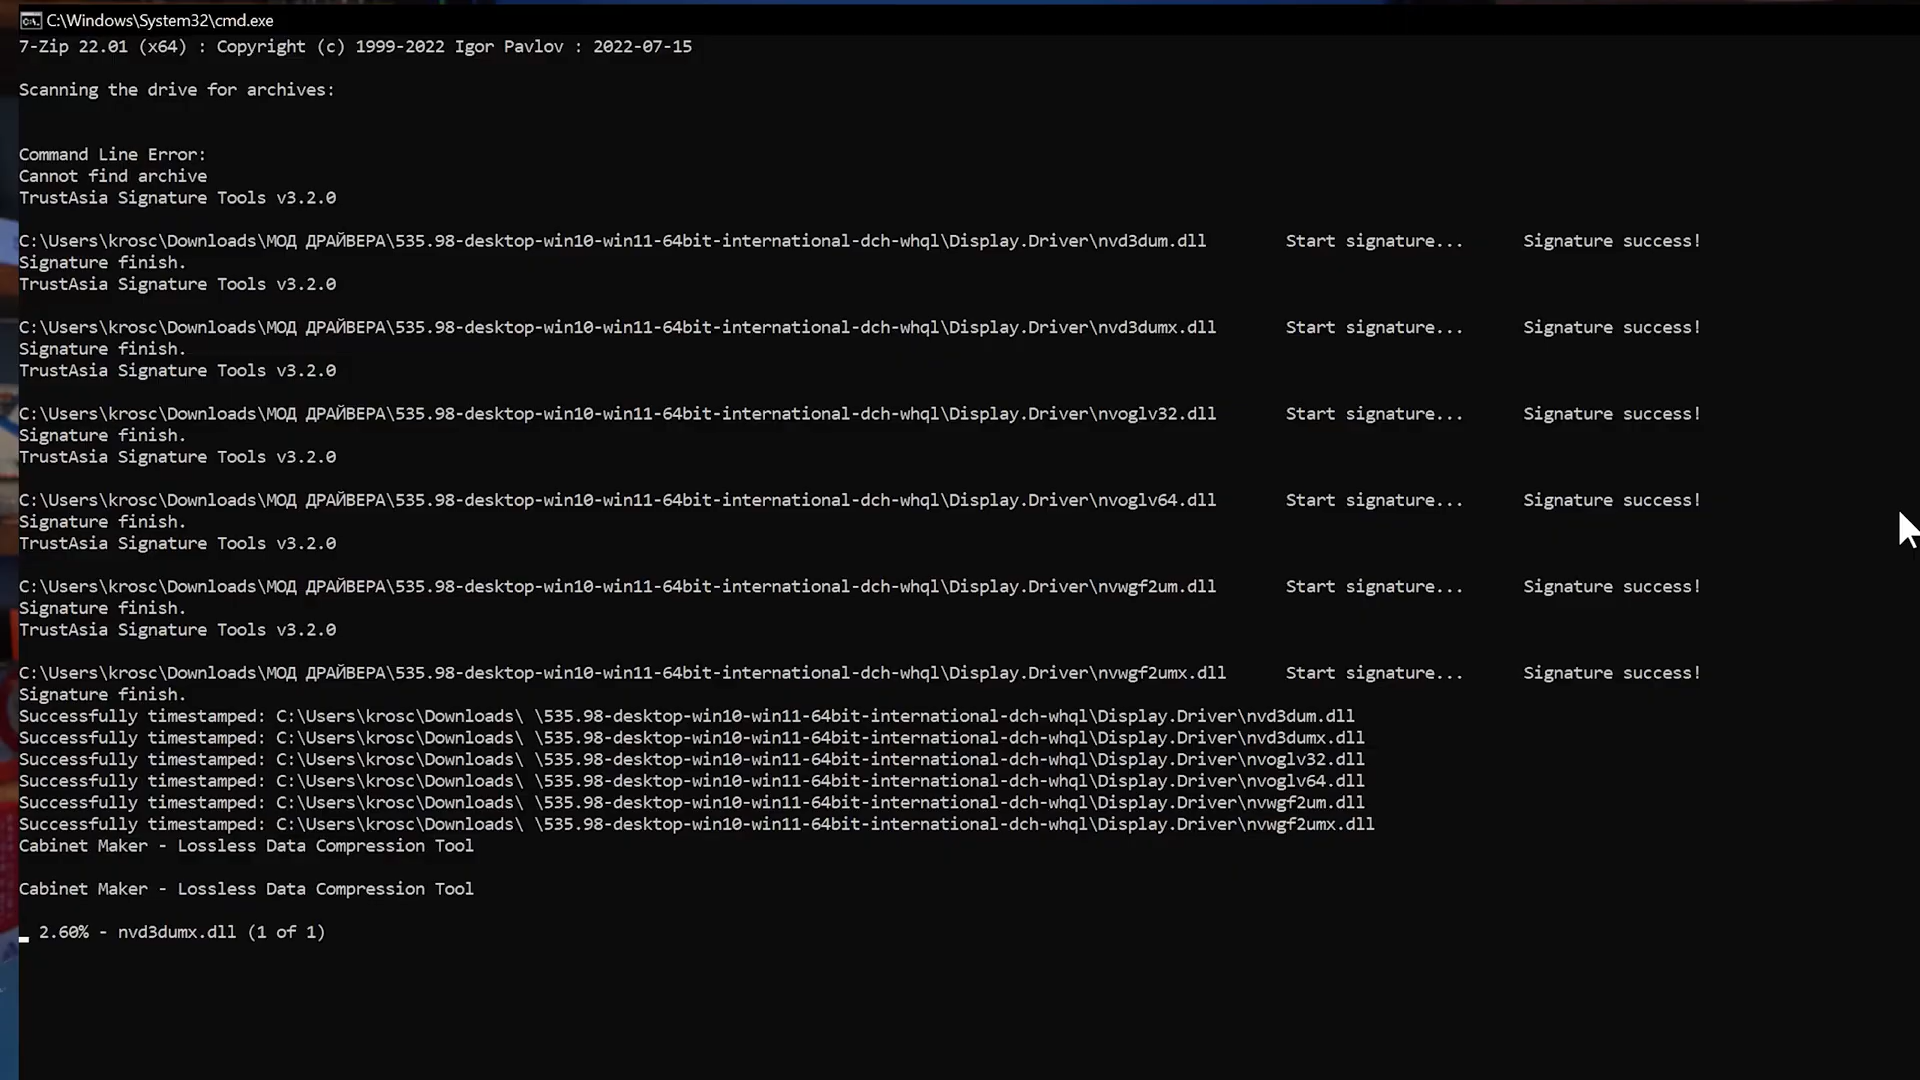 C:\Windows\System32\cmd.exe
7-Zip 22.01 (x64) : Copyright (c) 1999-2022 Igor Pavlov : 2022-07-15
Scanning the drive for archives:
Command Line Error:
Cannot find archive
TrustAsia Signature Tools v3.2.0
C:\Users\krosc\Downloads\МОД ДРАЙВЕРА\535.98-desktop-win10-win11-64bit-international-dch-whql\Display.Driver\nvd3dum.dll Start signature... Signature success!
Signature finish.
TrustAsia Signature Tools v3.2.0
C:\Users\krosc\Downloads\МОД ДРАЙВЕРА\535.98-desktop-win10-win11-64bit-international-dch-whql\Display.Driver\nvd3dumx.dll Start signature... Signature success!
Signature finish.
TrustAsia Signature Tools v3.2.0
C:\Users\krosc\Downloads\МОД ДРАЙВЕРА\535.98-desktop-win10-win11-64bit-international-dch-whql\Display.Driver\nvoglv32.dll Start signature... Signature success!
Signature finish.
TrustAsia Signature Tools v3.2.0
C:\Users\krosc\Downloads\МОД ДРАЙВЕРА\535.98-desktop-win10-win11-64bit-international-dch-whql\Display.Driver\nvoglv64.dll Start signature... Signature success!
Signature finish.
TrustAsia Signature Tools v3.2.0
C:\Users\krosc\Downloads\МОД ДРАЙВЕРА\535.98-desktop-win10-win11-64bit-international-dch-whql\Display.Driver\nvwgf2um.dll Start signature... Signature success!
Signature finish.
TrustAsia Signature Tools v3.2.0
C:\Users\krosc\Downloads\МОД ДРАЙВЕРА\535.98-desktop-win10-win11-64bit-international-dch-whql\Display.Driver\nvwgf2umx.dll Start signature... Signature success!
Signature finish.
Successfully timestamped: C:\Users\krosc\Downloads\ \535.98-desktop-win10-win11-64bit-international-dch-whql\Display.Driver\nvd3dum.dll
Successfully timestamped: C:\Users\krosc\Downloads\ \535.98-desktop-win10-win11-64bit-international-dch-whql\Display.Driver\nvd3dumx.dll
Successfully timestamped: C:\Users\krosc\Downloads\ \535.98-desktop-win10-win11-64bit-international-dch-whql\Display.Driver\nvoglv32.dll
Successfully timestamped: C:\Users\krosc\Downloads\ \535.98-desktop-win10-win11-64bit-international-dch-whql\Display.Driver\nvoglv64.dll
Successfully timestamped: C:\Users\krosc\Downloads\ \535.98-desktop-win10-win11-64bit-international-dch-whql\Display.Driver\nvwgf2um.dll
Successfully timestamped: C:\Users\krosc\Downloads\ \535.98-desktop-win10-win11-64bit-international-dch-whql\Display.Driver\nvwgf2umx.dll
Cabinet Maker - Lossless Data Compression Tool
Cabinet Maker - Lossless Data Compression Tool
2.60% - nvd3dumx.dll (1 of 1)